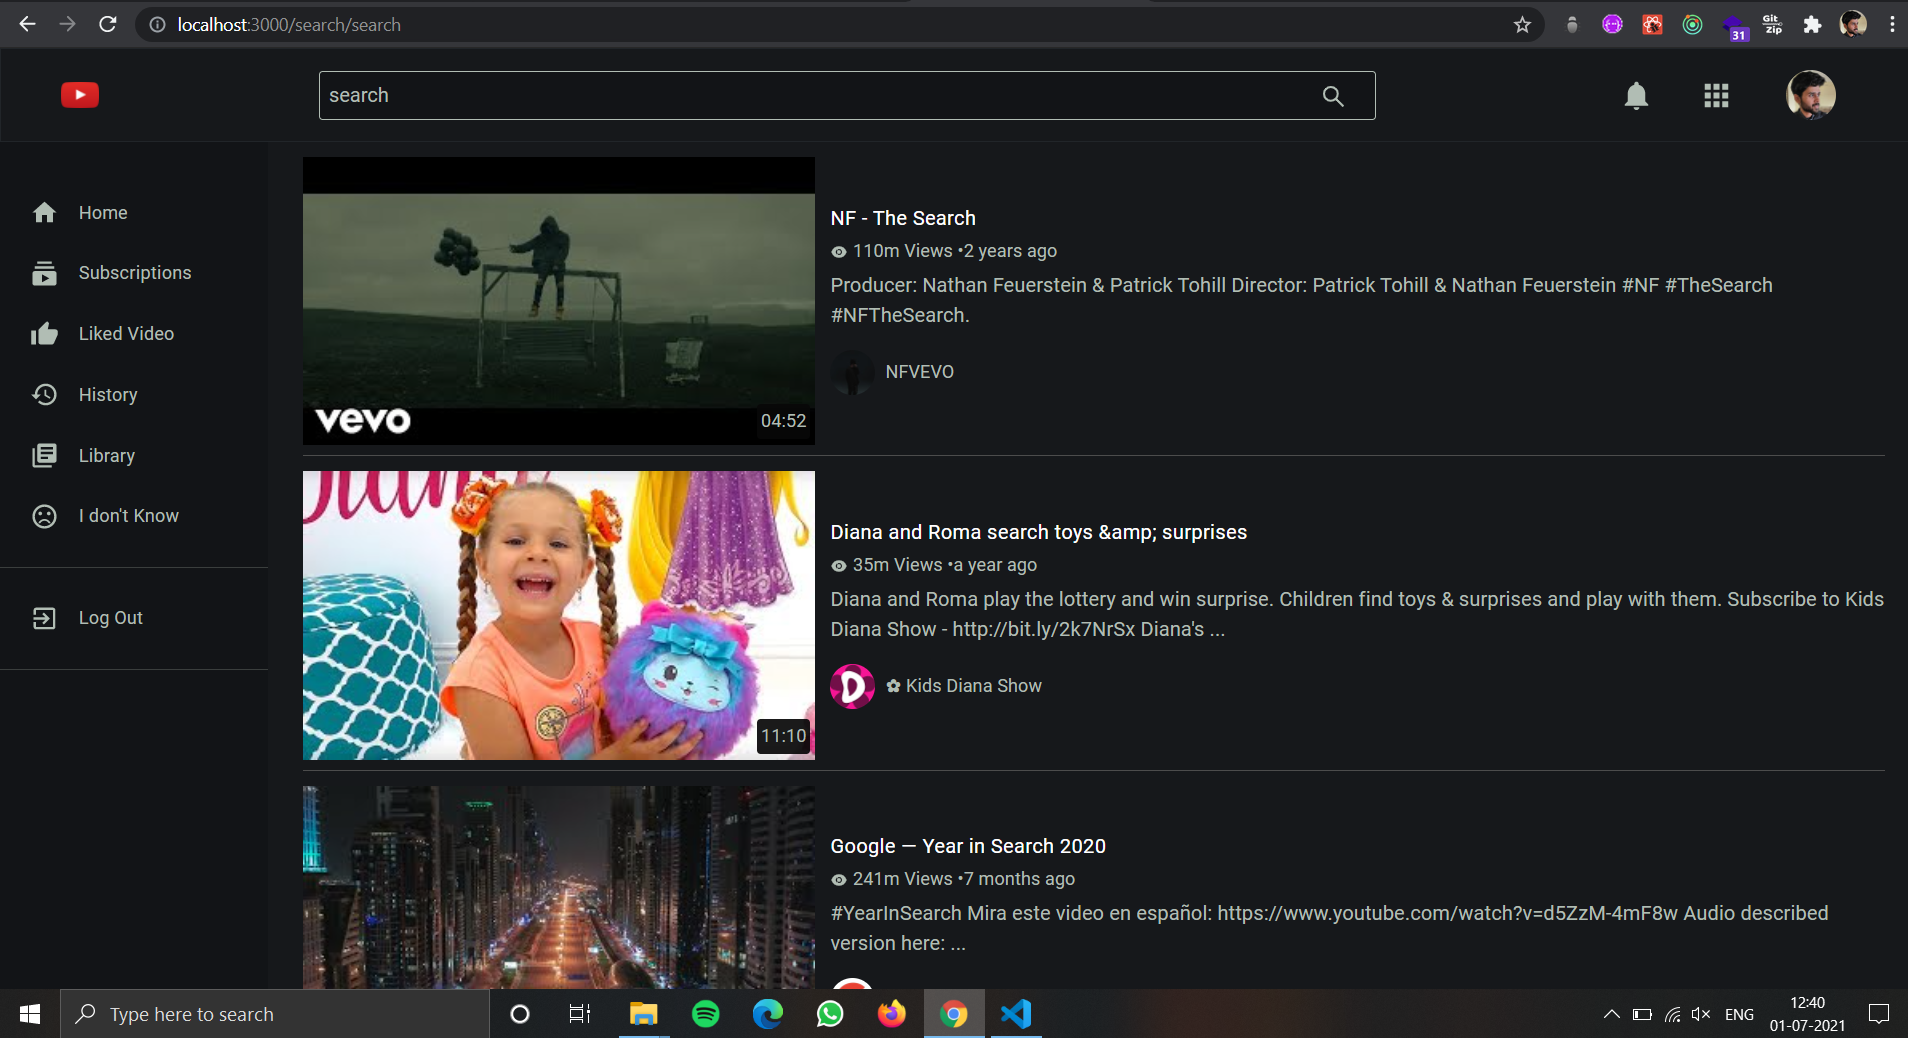 localhost:3000/search/search
31
Git
Zip
search
Home
Subscriptions
Liked Video
History
Library
I don't Know
Log Out
vevo
04:52
NF - The Search
110m Views •2 years ago
Producer: Nathan Feuerstein & Patrick Tohill Director: Patrick Tohill & Nathan Feuerstein #NF #TheSearch
#NFTheSearch.
NFVEVO
11:10
Diana and Roma search toys &amp; surprises
35m Views •a year ago
Diana and Roma play the lottery and win surprise. Children find toys & surprises and play with them. Subscribe to Kids
Diana Show - http://bit.ly/2k7NrSx Diana's ...
D
✿ Kids Diana Show
Google — Year in Search 2020
241m Views •7 months ago
#YearInSearch Mira este video en español: https://www.youtube.com/watch?v=d5ZzM-4mF8w Audio described
version here: ...
Type here to search
ENG
12:40
01-07-2021